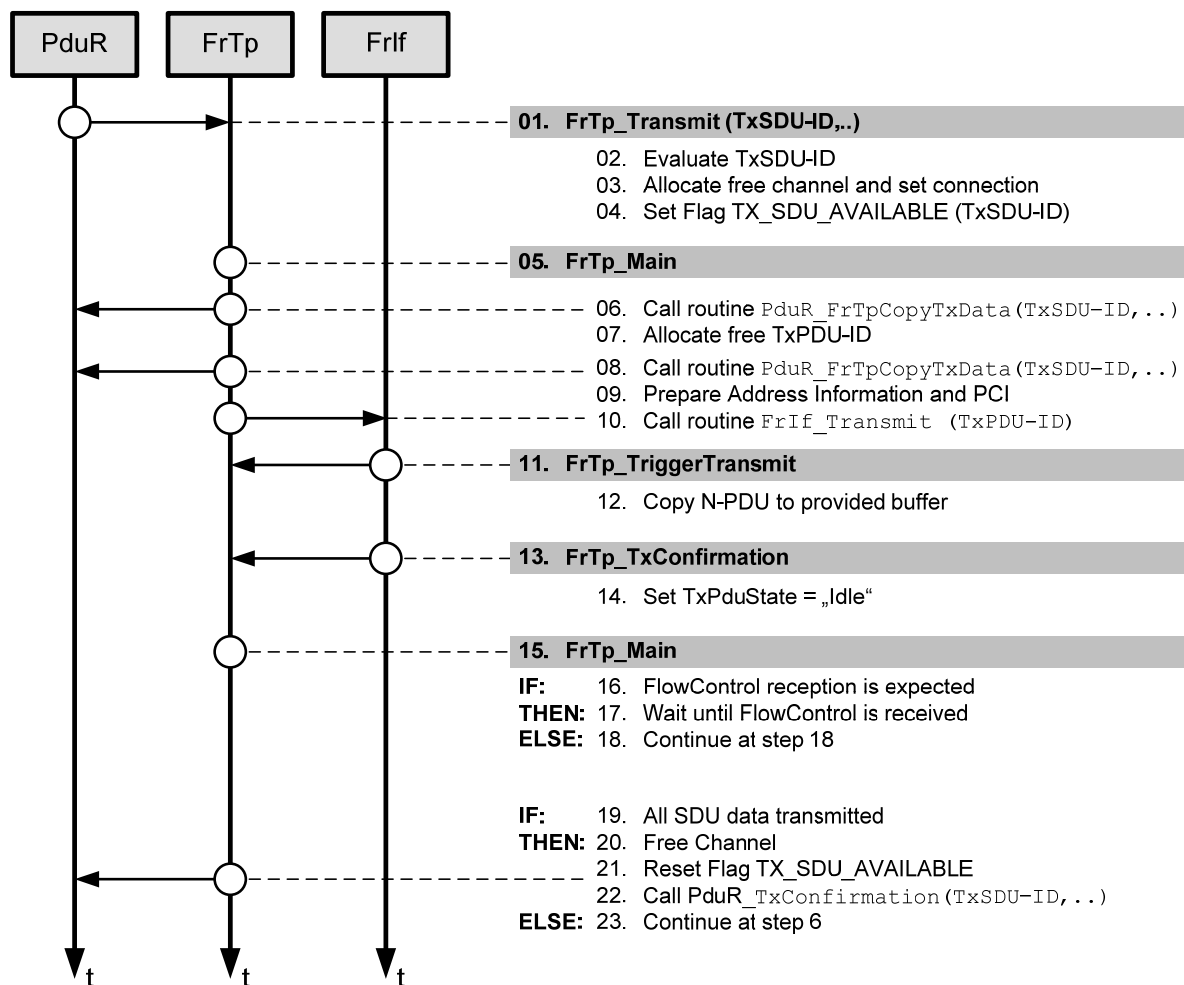 PduR FrTp FrIf
01. FrTp_Transmit (TxSDU-ID,..)
02. Evaluate TxSDU-ID
03. Allocate free channel and set connection
04. Set Flag TX_SDU_AVAILABLE (TxSDU-ID)
05. FrTp_Main
06. Call routine PduR_FrTpCopyTxData(TxSDU-ID,..)
07. Allocate free TxPDU-ID
08. Call routine PduR_FrTpCopyTxData(TxSDU-ID,..)
09. Prepare Address Information and PCI
10. Call routine FrIf_Transmit (TxPDU-ID)
11. FrTp_TriggerTransmit
12. Copy N-PDU to provided buffer
13. FrTp_TxConfirmation
14. Set TxPduState = „Idle“
15. FrTp_Main
IF: 16. FlowControl reception is expected
THEN: 17. Wait until FlowControl is received
ELSE: 18. Continue at step 18
IF: 19. All SDU data transmitted
THEN: 20. Free Channel
21. Reset Flag TX_SDU_AVAILABLE
22. Call PduR_TxConfirmation(TxSDU-ID,..)
ELSE: 23. Continue at step 6
t t t